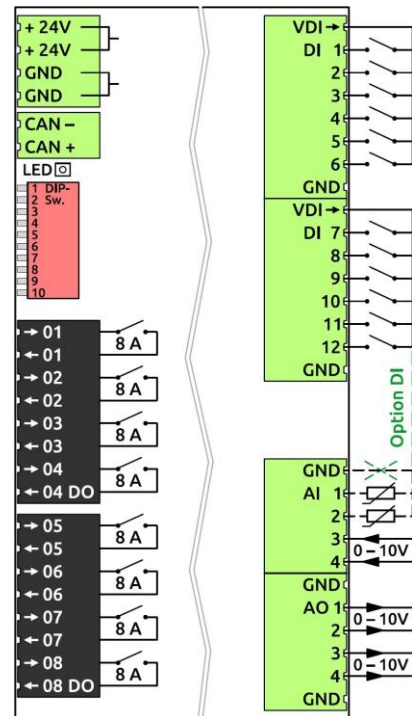 + 24V
+ 24V
GND
GND
CAN –
CAN +
LED
1 DIP-
2 Sw.
3
4
5
6
7
8
9
10
→ 01
← 01
8 A
→ 02
← 02
8 A
→ 03
← 03
8 A
→ 04
← 04 DO
8 A
→ 05
← 05
8 A
→ 06
← 06
8 A
→ 07
← 07
8 A
→ 08
← 08 DO
8 A
VDI →
DI 1
2
3
4
5
6
GND
VDI →
DI 7
8
9
10
11
12
GND
Option DI
GND
AI 1
2
3
0 – 10V
4
GND
AO 1
0 – 10V
2
3
0 – 10V
4
GND